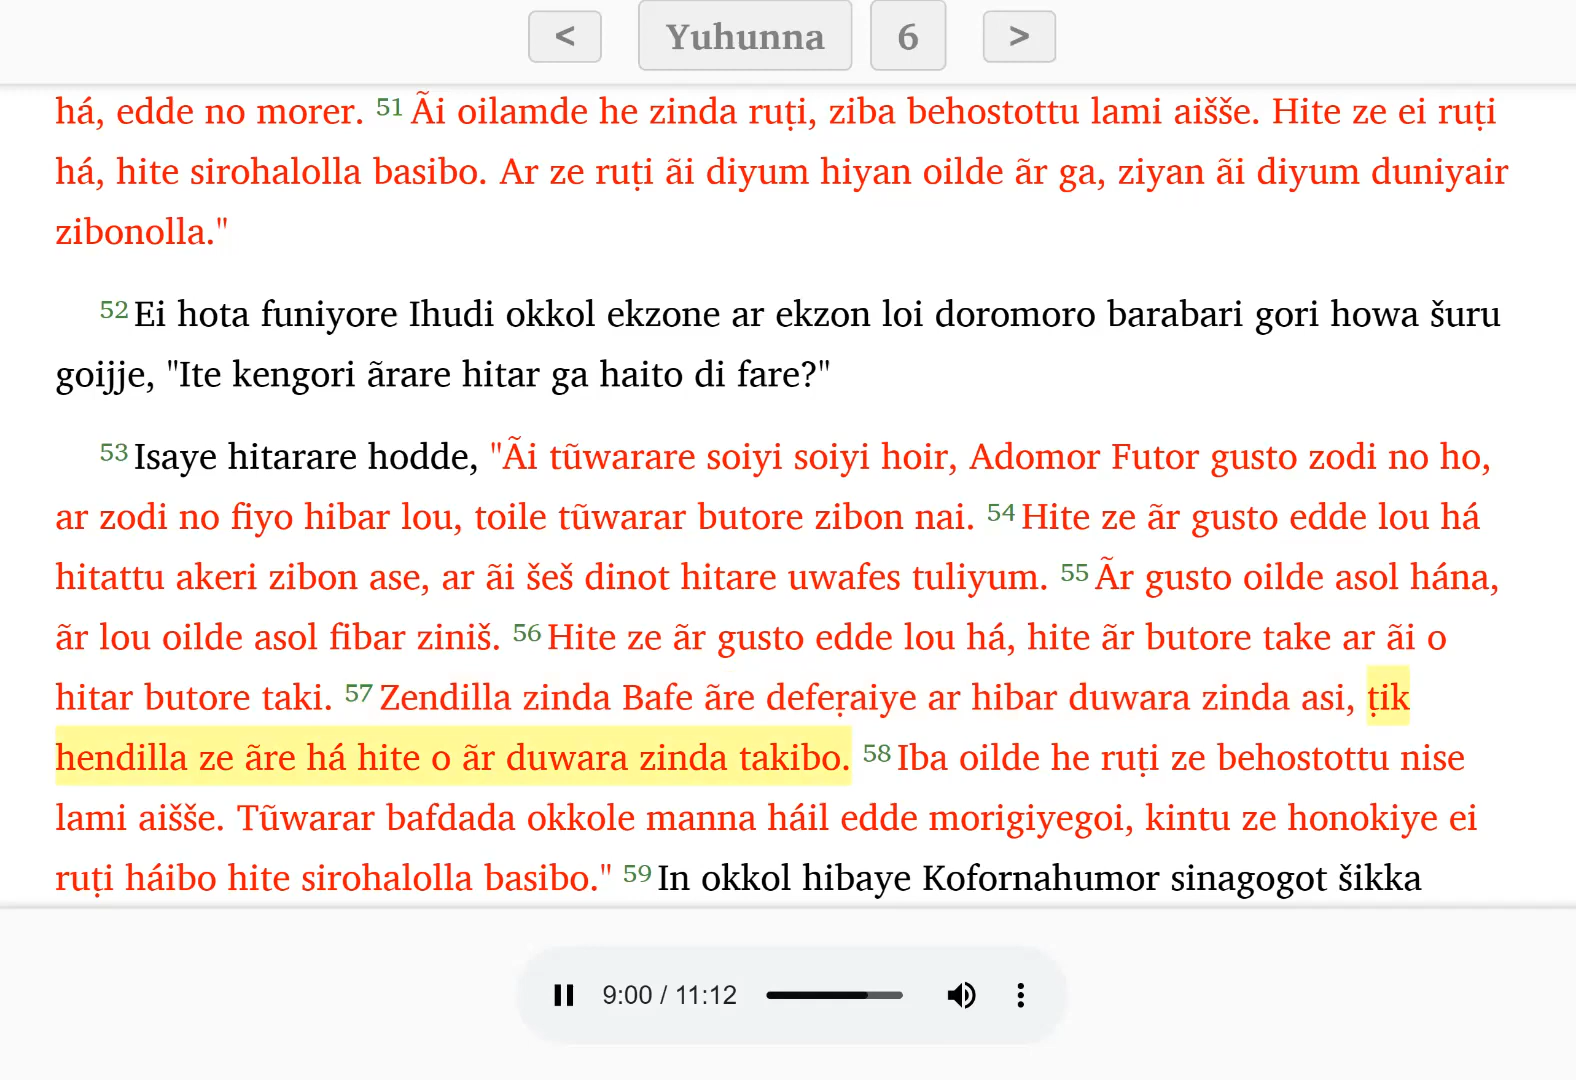 < Yuhunna 6 >
há, edde no morer. 51 Ãi oilamde he zinda ruṭi, ziba behostottu lami aišše. Hite ze ei ruṭi
há, hite sirohalolla basibo. Ar ze ruṭi ãi diyum hiyan oilde ãr ga, ziyan ãi diyum duniyair
zibonolla."
52 Ei hota funiyore Ihudi okkol ekzone ar ekzon loi doromoro barabari gori howa šuru
goijje, "Ite kengori ãrare hitar ga haito di fare?"
53 Isaye hitarare hodde, "Ãi tũwarare soiyi soiyi hoir, Adomor Futor gusto zodi no ho,
ar zodi no fiyo hibar lou, toile tũwarar butore zibon nai. 54 Hite ze ãr gusto edde lou há
hitattu akeri zibon ase, ar ãi šeš dinot hitare uwafes tuliyum. 55 Ãr gusto oilde asol hána,
ãr lou oilde asol fibar ziniš. 56 Hite ze ãr gusto edde lou há, hite ãr butore take ar ãi o
hitar butore taki. 57 Zendilla zinda Bafe ãre defeṛaiye ar hibar duwara zinda asi, ṭik
hendilla ze ãre há hite o ãr duwara zinda takibo. 58 Iba oilde he ruṭi ze behostottu nise
lami aišše. Tũwarar bafdada okkole manna háil edde morigiyegoi, kintu ze honokiye ei
ruṭi háibo hite sirohalolla basibo." 59 In okkol hibaye Kofornahumor sinagogot šikka
9:00 / 11:12